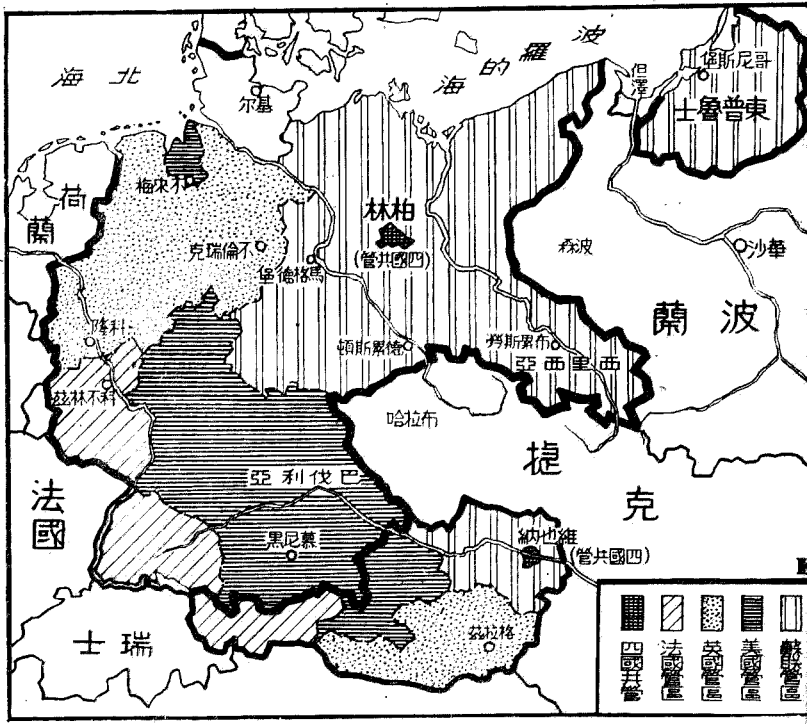 北海
波羅的海
基尔
但澤
哥尼斯堡
東普魯士
荷蘭
不來梅
柏林
(四國共管)
不倫瑞克
馬格德堡
波森
華沙
波蘭
科隆
德累斯頓
布累斯勞
西里西亞
科不林茲
布拉哈
捷克
法國
巴伐利亞
慕尼黑
維也納
(四國共管)
瑞士
格拉茲
蘇聯管區
美國管區
英國管區
法國管區
四國共管